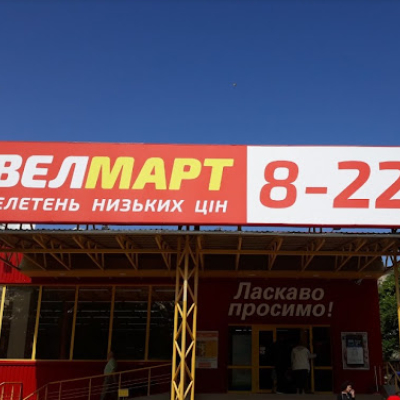 ВЕЛМАРТ
ЕЛЕТЕНЬ НИЗЬКИХ ЦІН
8-22
Ласкаво
просимо!